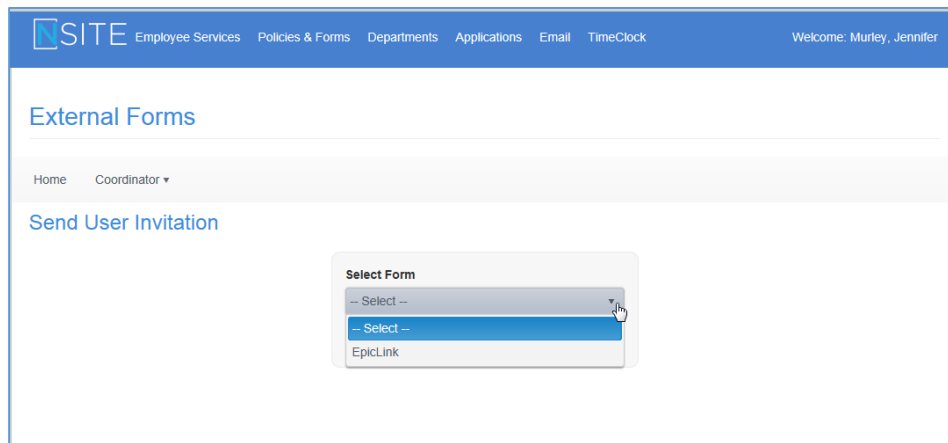 NSITE Employee Services Policies & Forms Departments Applications Email TimeClock Welcome: Murley, Jennifer
External Forms
Home Coordinator ▾
Send User Invitation
Select Form
-- Select --
-- Select --
EpicLink